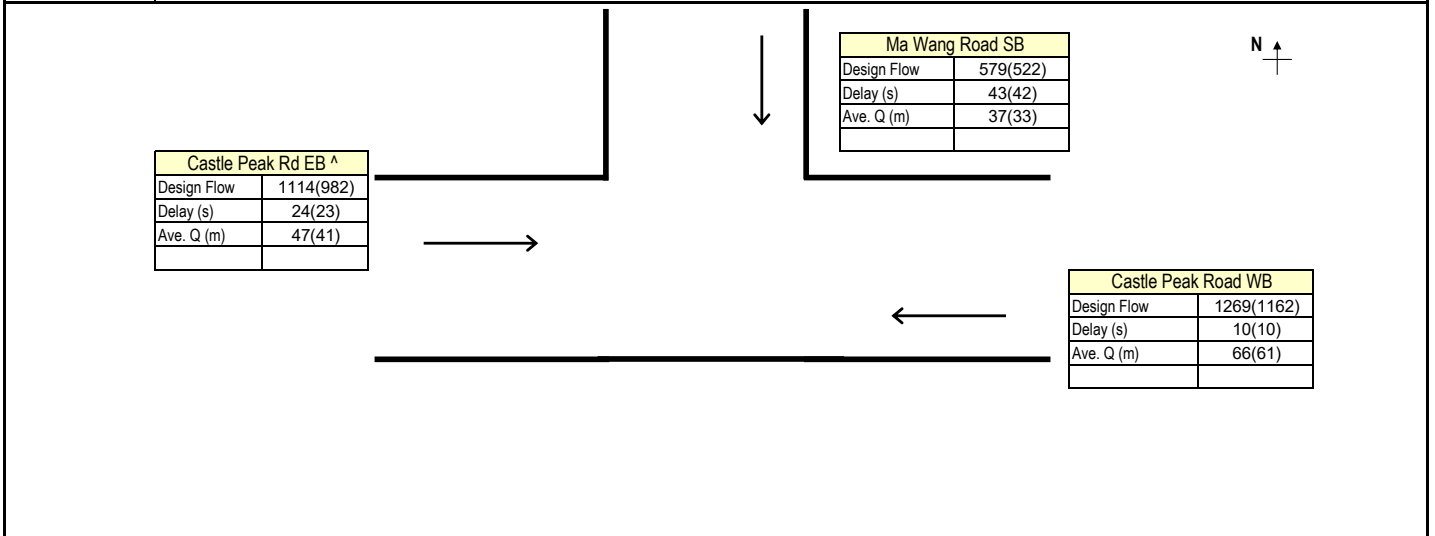 Ma Wang Road SB
Design Flow 579(522)
Delay (s) 43(42)
Ave. Q (m) 37(33)
N
Castle Peak Rd EB ^
Design Flow 1114(982)
Delay (s) 24(23)
Ave. Q (m) 47(41)
Castle Peak Road WB
Design Flow 1269(1162)
Delay (s) 10(10)
Ave. Q (m) 66(61)